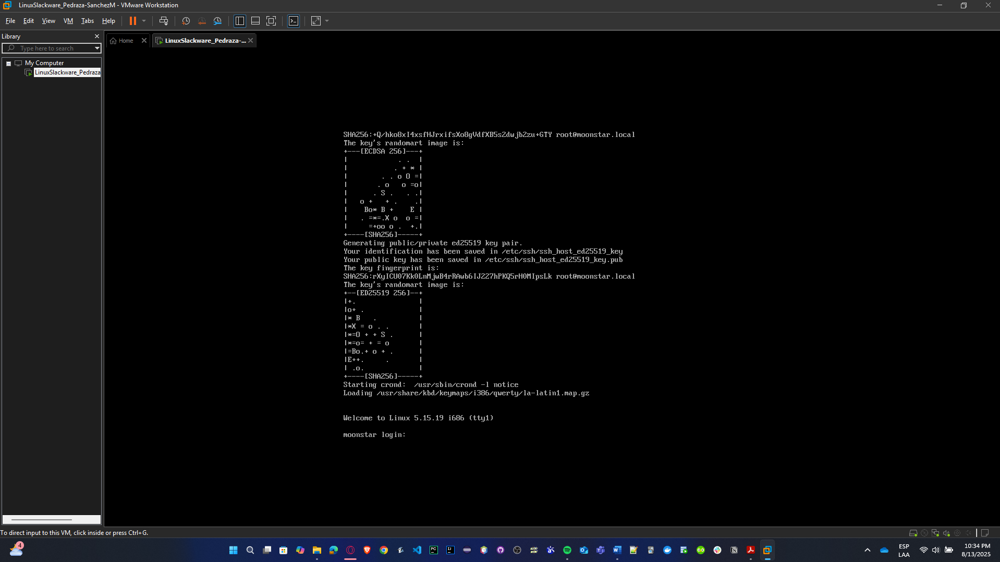 LinuxSlackware_Pedraza-SanchezM - VMware Workstation
File Edit View VM Tabs Help
Library
Home
LinuxSlackware_Pedraza-...
Type here to search
My Computer
LinuxSlackware_Pedraza
SHA256:+Q/hko8xI4xsfHJrxifsXo8gVdfXB5s2dwjb2zu+GTY root@moonstar.local
The key's randomart image is:
+---[ECDSA 256]---+
|             . .   |
|            . + *  |
|         . . o O =|
|        . o   o =o|
|       . S .   . .|
|    o +   + .    .|
|     Bo* B +    E |
|    . =*=.X o  o =|
|      =+oo o .  +.|
+----[SHA256]-----+
Generating public/private ed25519 key pair.
Your identification has been saved in /etc/ssh/ssh_host_ed25519_key
Your public key has been saved in /etc/ssh/ssh_host_ed25519_key.pub
The key fingerprint is:
SHA256:rXyICU07Kk0LnMjwB4rRAwb6IJ227hPKQ5rH0MIpsLk root@moonstar.local
The key's randomart image is:
+--[ED25519 256]--+
|+.               |
|o+ .             |
|* B   .          |
|*X = o . .       |
|*=O + + S .      |
|*=o= + = o       |
|=Bo.+ o + .      |
|E++.     .       |
| .o.             |
+----[SHA256]-----+
Starting crond:  /usr/sbin/crond -l notice
Loading /usr/share/kbd/keymaps/i386/qwerty/la-latin1.map.gz
Welcome to Linux 5.15.19 i686 (tty1)
moonstar login:
To direct input to this VM, click inside or press Ctrl+G.
4
ESP
LAA
10:34 PM
8/13/2025